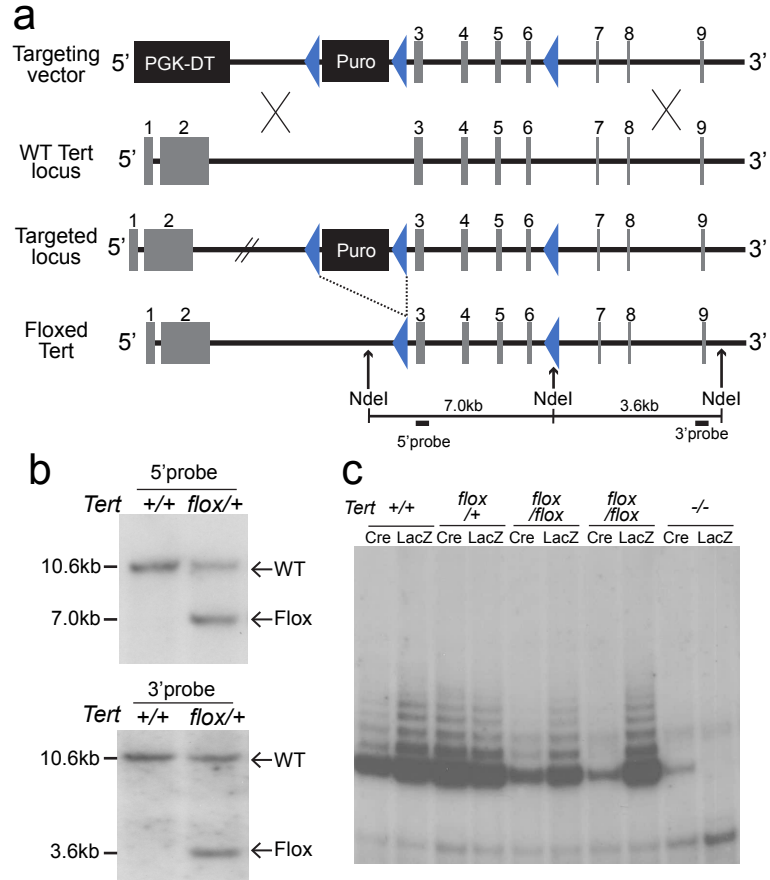 a
3 4 5 6 7 8 9
Targeting vector 5’ PGK-DT Puro 3’
1 2 3 4 5 6 7 8 9
WT Tert locus 5’ 3’
1 2 3 4 5 6 7 8 9
Targeted locus 5’ Puro 3’
1 2 3 4 5 6 7 8 9
Floxed Tert 5’ 3’
NdeI NdeI NdeI
7.0kb 3.6kb
5’probe 3’probe
b
5’probe
Tert +/+ flox/+
10.6kb ←WT
7.0kb ←Flox
3’probe
Tert +/+ flox/+
10.6kb ←WT
3.6kb ←Flox
c
Tert +/+ flox/+ flox/flox flox/flox -/-
Cre LacZ Cre LacZ Cre LacZ Cre LacZ Cre LacZ